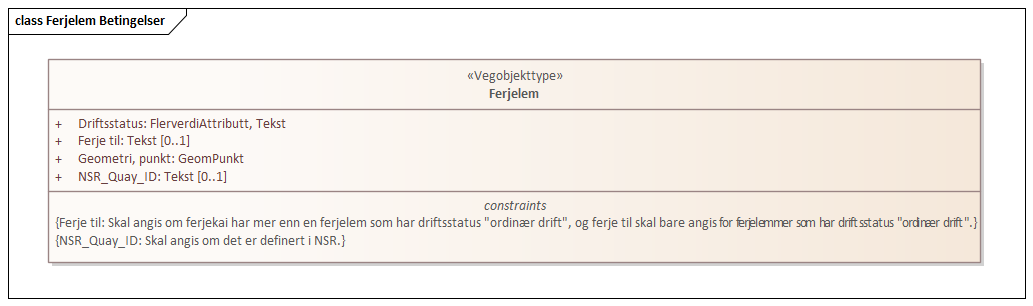 class Ferjelem Betingelser
«Vegobjekttype»
Ferjelem
+ Driftsstatus: FlerverdiAttributt, Tekst
+ Ferje til: Tekst [0..1]
+ Geometri, punkt: GeomPunkt
+ NSR_Quay_ID: Tekst [0..1]
constraints
{Ferje til: Skal angis om ferjekai har mer enn en ferjelem som har driftsstatus "ordinær drift", og ferje til skal bare angis for ferjelemmer som har driftsstatus "ordinær drift".}
{NSR_Quay_ID: Skal angis om det er definert i NSR.}